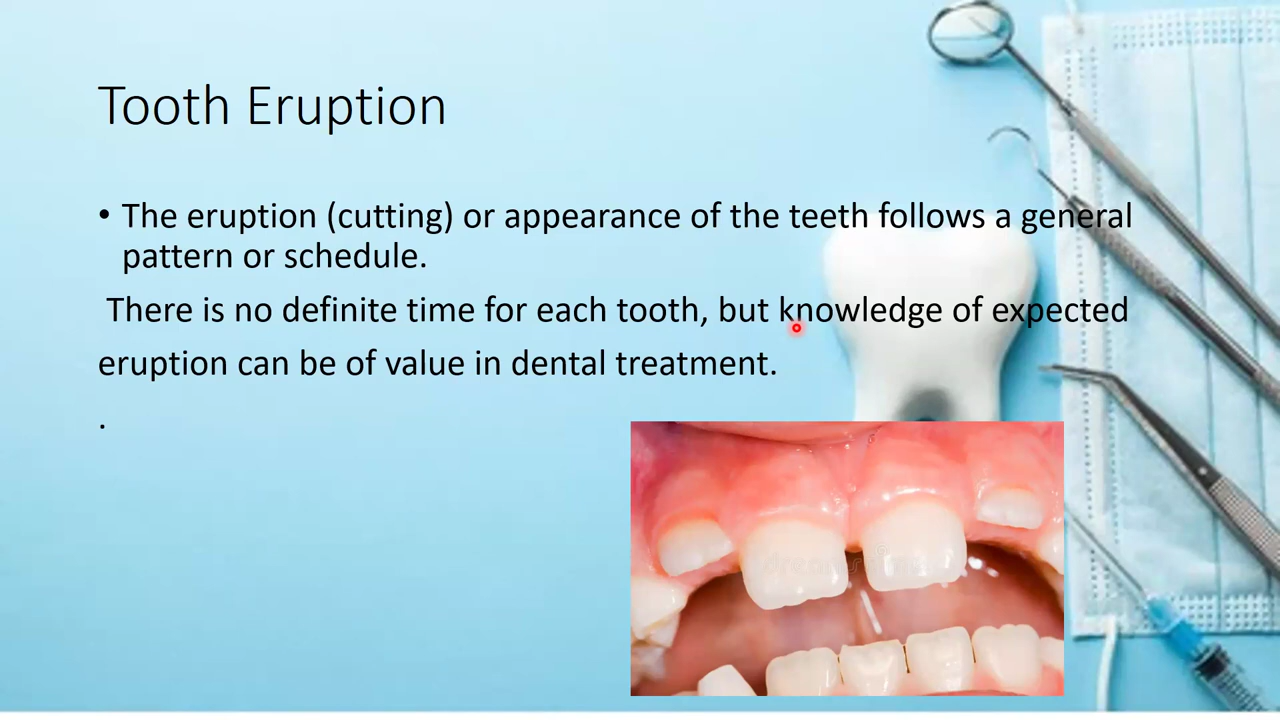 Tooth Eruption
• The eruption (cutting) or appearance of the teeth follows a general
pattern or schedule.
There is no definite time for each tooth, but knowledge of expected
eruption can be of value in dental treatment.
.